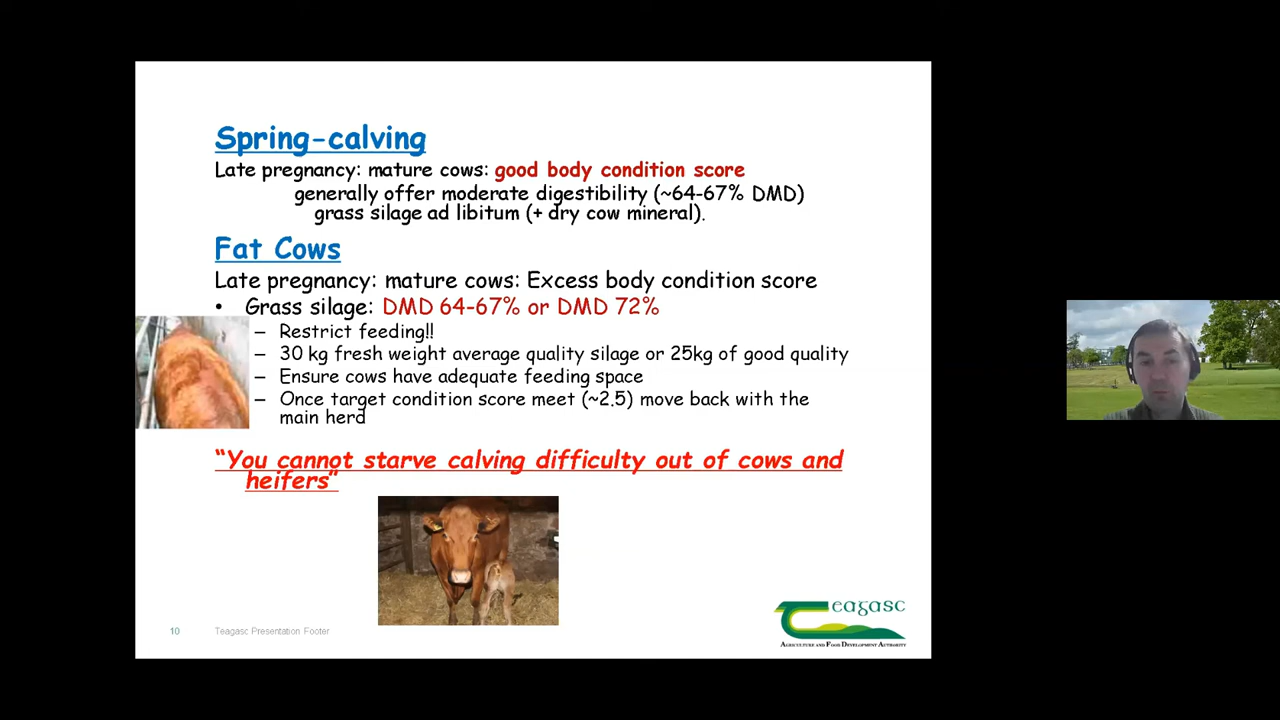 Spring-calving
Late pregnancy: mature cows: good body condition score
generally offer moderate digestibility (~64-67% DMD)
grass silage ad libitum (+ dry cow mineral).
Fat Cows
Late pregnancy: mature cows: Excess body condition score
• Grass silage: DMD 64-67% or DMD 72%
– Restrict feeding!!
– 30 kg fresh weight average quality silage or 25kg of good quality
– Ensure cows have adequate feeding space
– Once target condition score meet (~2.5) move back with the
main herd
“You cannot starve calving difficulty out of cows and
heifers”
10 Teagasc Presentation Footer
Teagasc
Agriculture and Food Development Authority